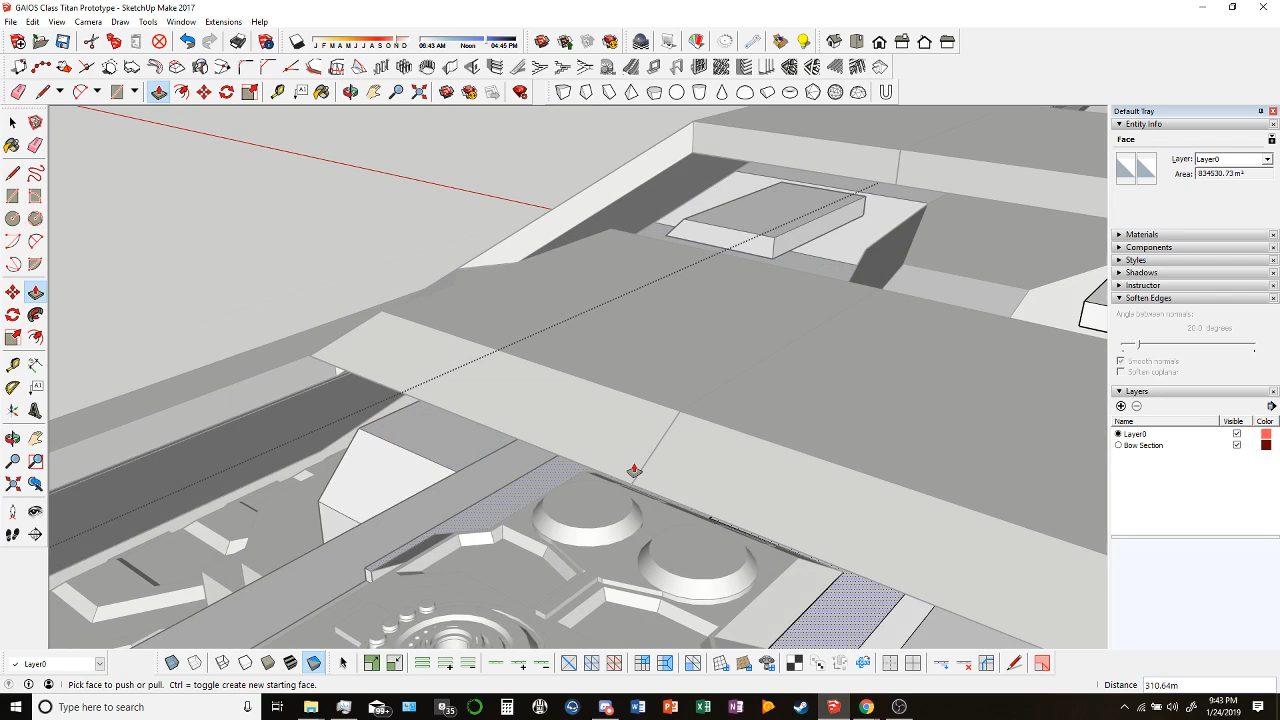 GAIOS Class Titan Prototype - SketchUp Make 2017
File Edit View Camera Draw Tools Window Extensions Help
J F M A M J J A S O N D 06:43 AM Noon 04:45 PM
Default Tray
Entity Info
Face
Layer: Layer0
Area: 834530.73 m²
Materials
Components
Styles
Shadows
Instructor
Soften Edges
Angle between normals:
20.0 degrees
Smooth normals
Soften coplanar
Layers
Name Visible Color
Layer0
Bow Section
Layer0
Pick face to push or pull. Ctrl = toggle create new starting face.
Distance 310.64m
Type here to search
99+
35
9:43 PM
1/24/2019